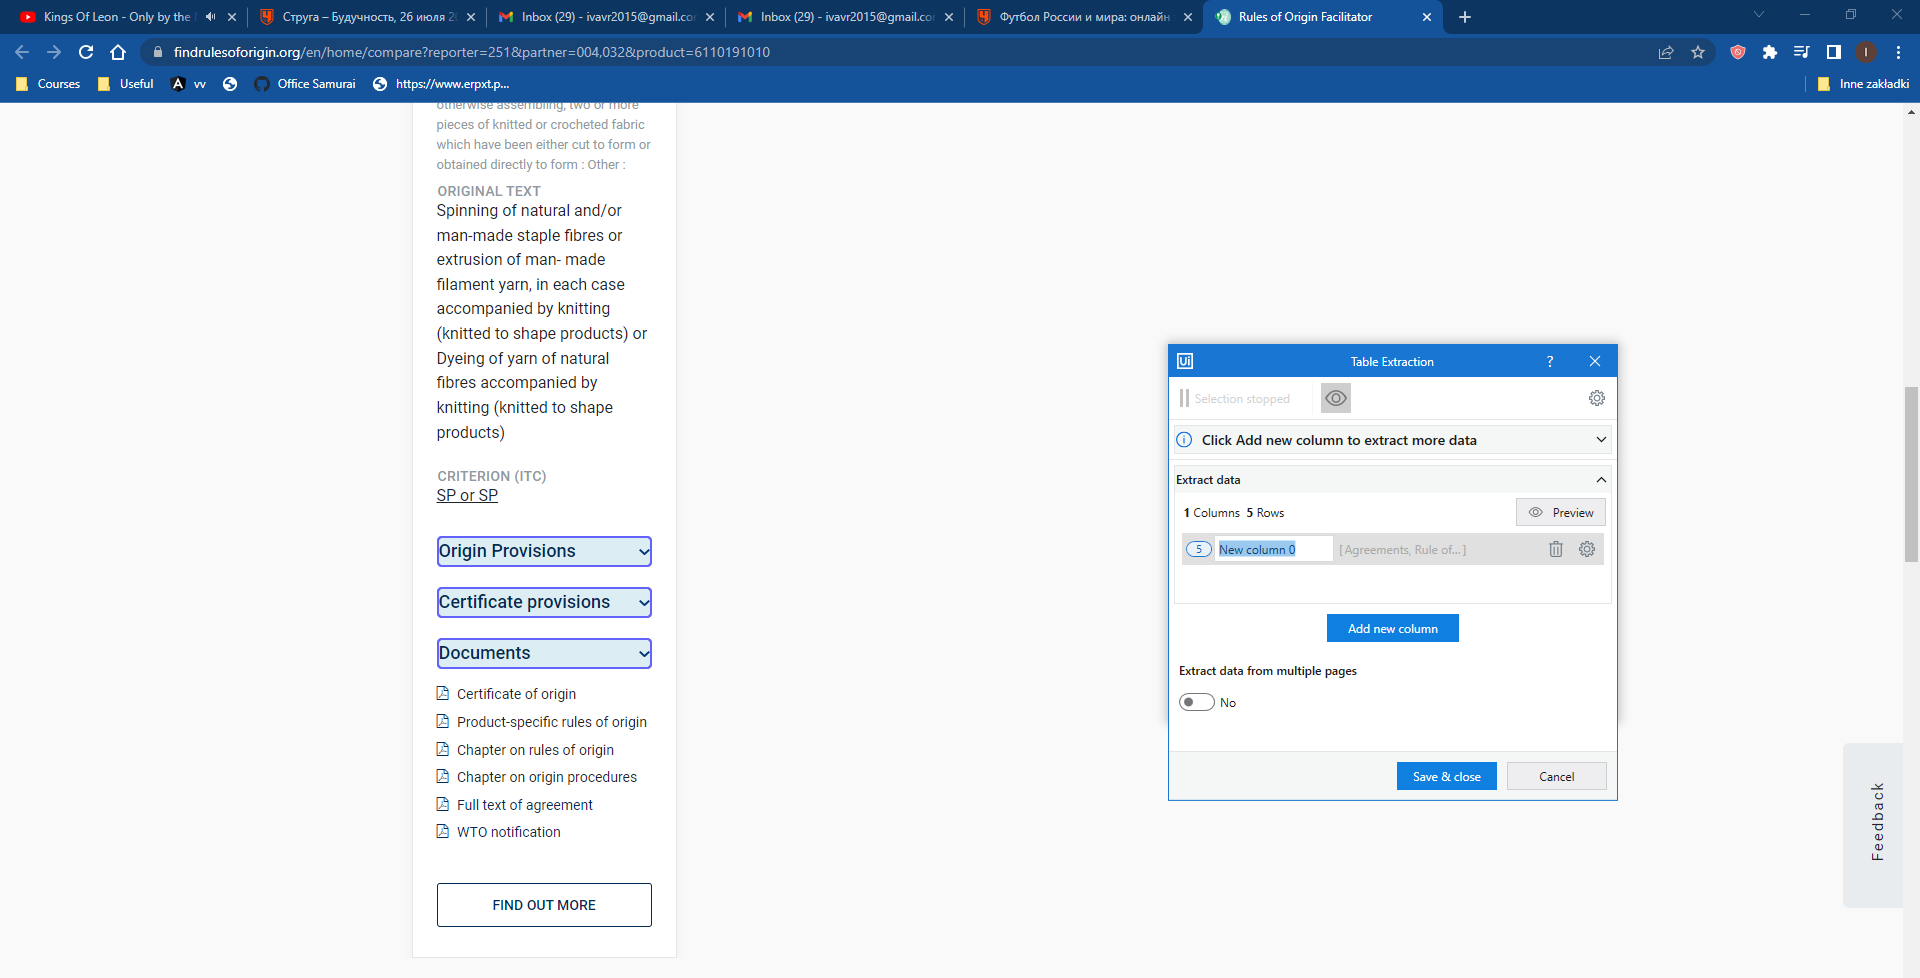 Kings Of Leon - Only by the
Струга – Будучность, 26 июля 2
Inbox (29) - ivavr2015@gmail.co
Inbox (29) - ivavr2015@gmail.co
Футбол России и мира: онлайн
Rules of Origin Facilitator
findrulesoforigin.org/en/home/compare?reporter=251&partner=004,032&product=6110191010
I
Courses
Useful
vv
Office Samurai
https://www.erpxt.p...
Inne zakładki
otherwise assembling, two or more
pieces of knitted or crocheted fabric
which have been either cut to form or
obtained directly to form : Other :
ORIGINAL TEXT
Spinning of natural and/or
man-made staple fibres or
extrusion of man- made
filament yarn, in each case
accompanied by knitting
(knitted to shape products) or
Dyeing of yarn of natural
fibres accompanied by
knitting (knitted to shape
products)
CRITERION (ITC)
SP or SP
Origin Provisions
Certificate provisions
Documents
Certificate of origin
Product-specific rules of origin
Chapter on rules of origin
Chapter on origin procedures
Full text of agreement
WTO notification
FIND OUT MORE
Ui
Table Extraction
?
Selection stopped
Click Add new column to extract more data
Extract data
1 Columns 5 Rows
Preview
5
New column 0
[ Agreements, Rule of... ]
Add new column
Extract data from multiple pages
No
Save & close
Cancel
Feedback